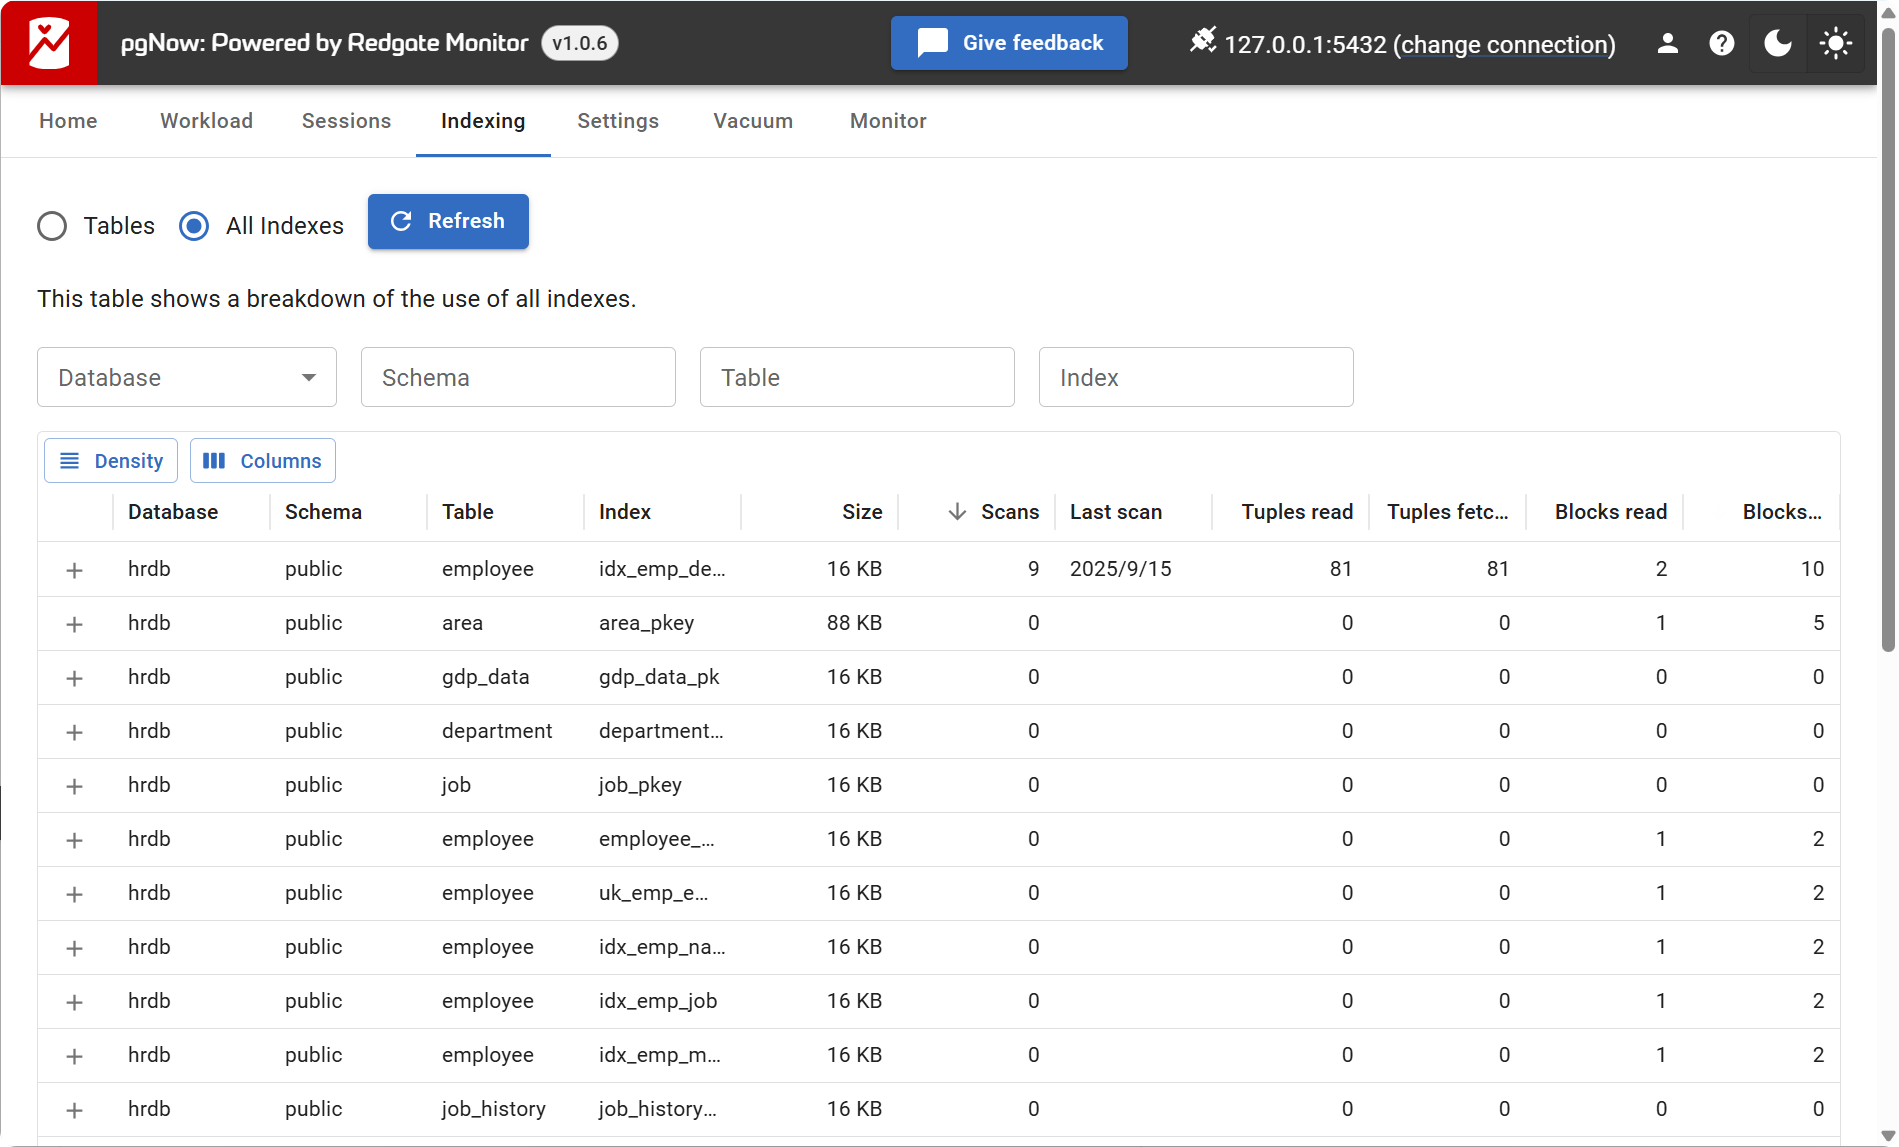 pgNow: Powered by Redgate Monitor v1.0.6 Give feedback 127.0.0.1:5432 (change connection)
Home Workload Sessions Indexing Settings Vacuum Monitor
Tables All Indexes Refresh
This table shows a breakdown of the use of all indexes.
Database Schema Table Index
Density Columns
Database Schema Table Index Size Scans Last scan Tuples read Tuples fetc... Blocks read Blocks...
hrdb public employee idx_emp_de... 16 KB 9 2025/9/15 81 81 2 10
hrdb public area area_pkey 88 KB 0 0 0 1 5
hrdb public gdp_data gdp_data_pk 16 KB 0 0 0 0 0
hrdb public department department... 16 KB 0 0 0 0 0
hrdb public job job_pkey 16 KB 0 0 0 0 0
hrdb public employee employee_... 16 KB 0 0 0 1 2
hrdb public employee uk_emp_e... 16 KB 0 0 0 1 2
hrdb public employee idx_emp_na... 16 KB 0 0 0 1 2
hrdb public employee idx_emp_job 16 KB 0 0 0 1 2
hrdb public employee idx_emp_m... 16 KB 0 0 0 1 2
hrdb public job_history job_history... 16 KB 0 0 0 0 0